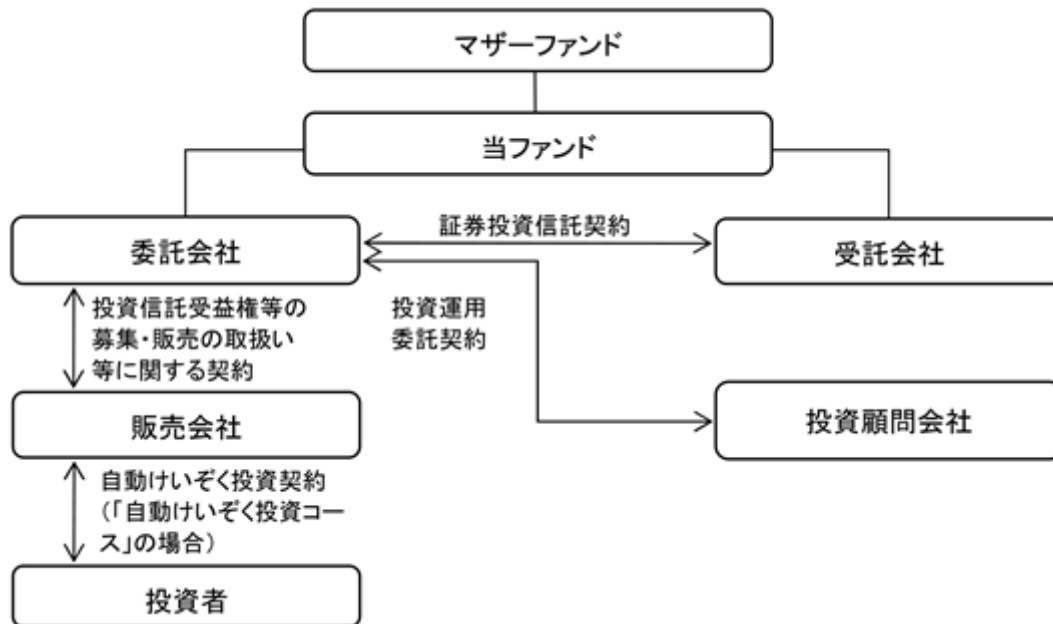 マザーファンド
当ファンド
証券投資信託契約
委託会社
受託会社
投資信託受益権等の
募集・販売の取扱い
等に関する契約
投資運用
委託契約
販売会社
投資顧問会社
自動けいぞく投資契約
(「自動けいぞく投資コー
ス」の場合)
投資者